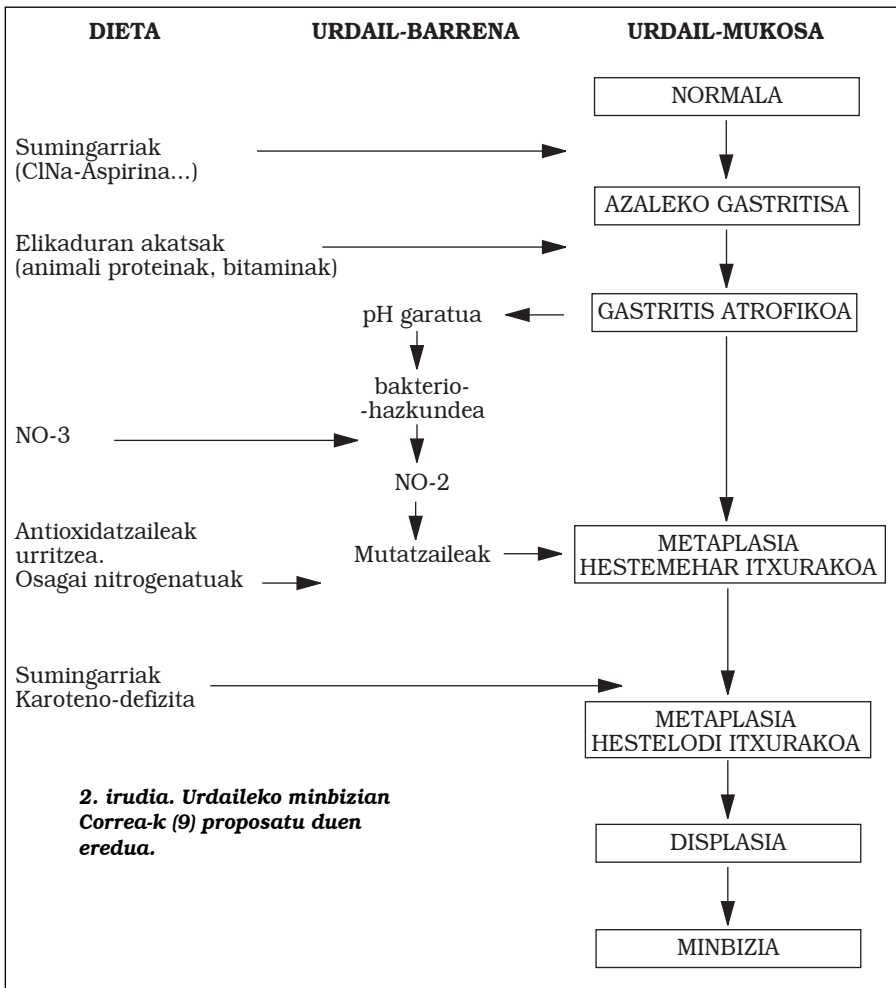 DIETA
URDAIL-BARRENA
URDAIL-MUKOSA
NORMALA
Sumingarriak
(ClNa-Aspirina...)
AZALEKO GASTRITISA
Elikaduran akatsak
(animali proteinak, bitaminak)
pH garatua
GASTRITIS ATROFIKOA
bakterio-
-hazkundea
NO-3
NO-2
Antioxidatzaileak
urritzea.
Osagai nitrogenatuak
Mutatzaileak
METAPLASIA
HESTEMEHAR ITXURAKOA
Sumingarriak
Karoteno-defizita
METAPLASIA
HESTELODI ITXURAKOA
2. irudia. Urdaileko minbizian
Correa-k (9) proposatu duen
eredua.
DISPLASIA
MINBIZIA